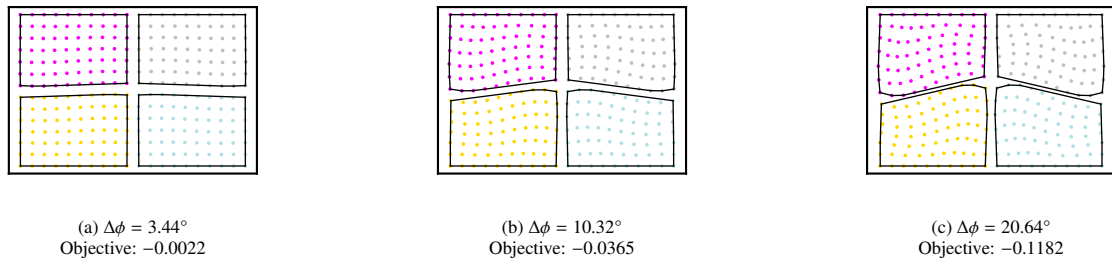 (a) Δϕ = 3.44°
Objective: −0.0022
(b) Δϕ = 10.32°
Objective: −0.0365
(c) Δϕ = 20.64°
Objective: −0.1182